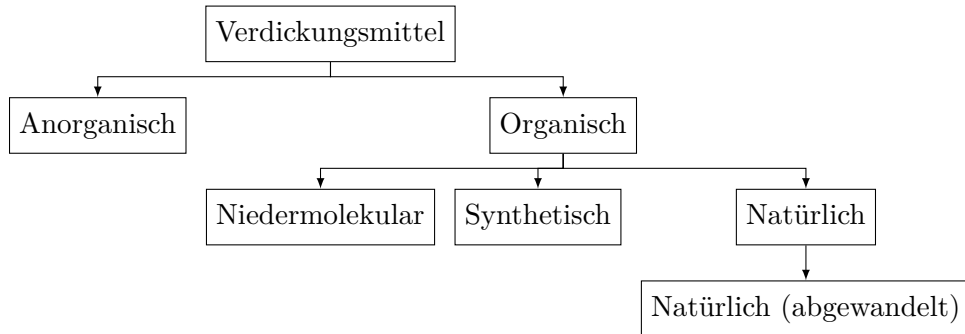 Verdickungsmittel
Anorganisch
Organisch
Niedermolekular
Synthetisch
Natürlich
Natürlich (abgewandelt)